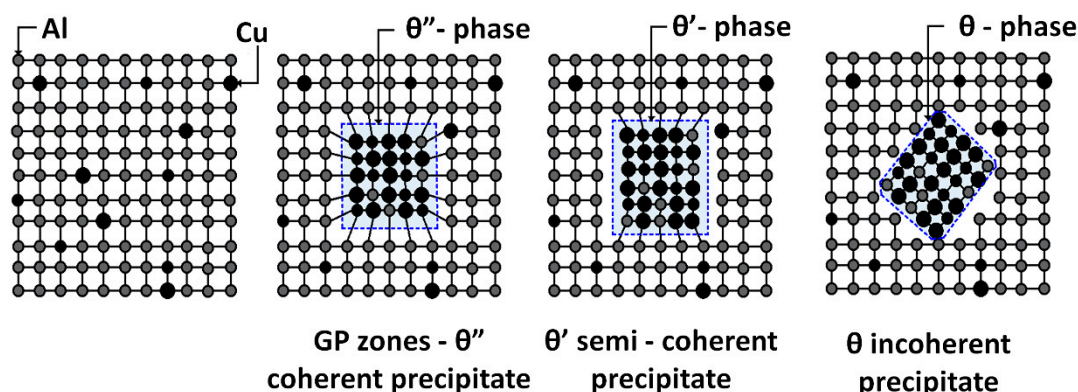 Al
Cu
θ”- phase
θ’- phase
θ - phase
GP zones - θ”
coherent precipitate
θ’ semi - coherent
precipitate
θ incoherent
precipitate